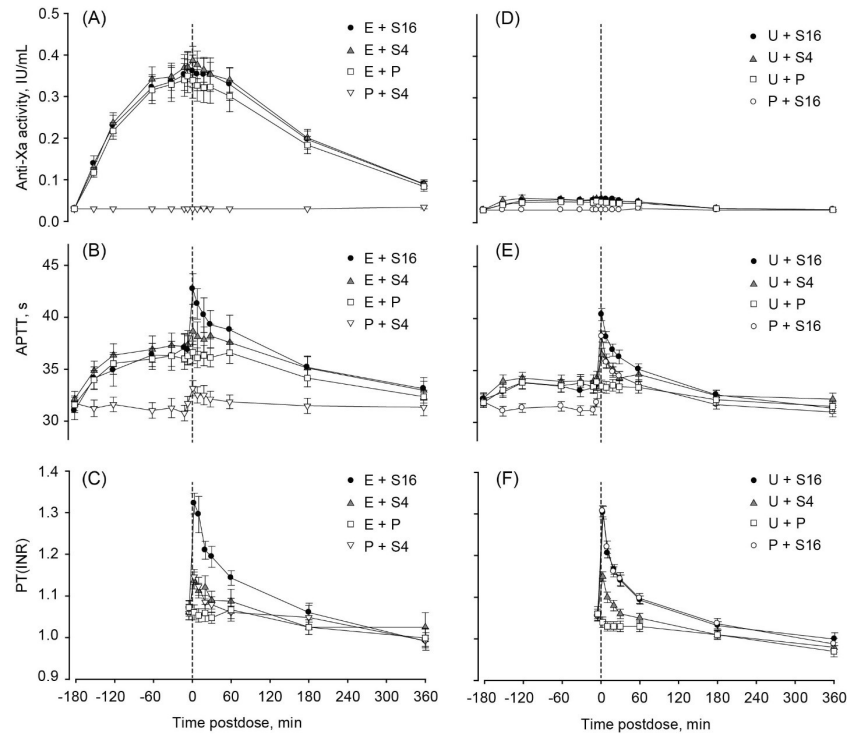 (A)
E + S16
E + S4
E + P
P + S4
Anti-Xa activity, IU/mL
0.5
0.4
0.3
0.2
0.1
0.0
(D)
U + S16
U + S4
U + P
P + S16
(B)
E + S16
E + S4
E + P
P + S4
APTT, s
45
40
35
30
(E)
U + S16
U + S4
U + P
P + S16
(C)
E + S16
E + S4
E + P
P + S4
PT(INR)
1.4
1.3
1.2
1.1
1.0
0.9
-180 -120 -60 0 60 120 180 240 300 360
Time postdose, min
(F)
U + S16
U + S4
U + P
P + S16
-180 -120 -60 0 60 120 180 240 300 360
Time postdose, min